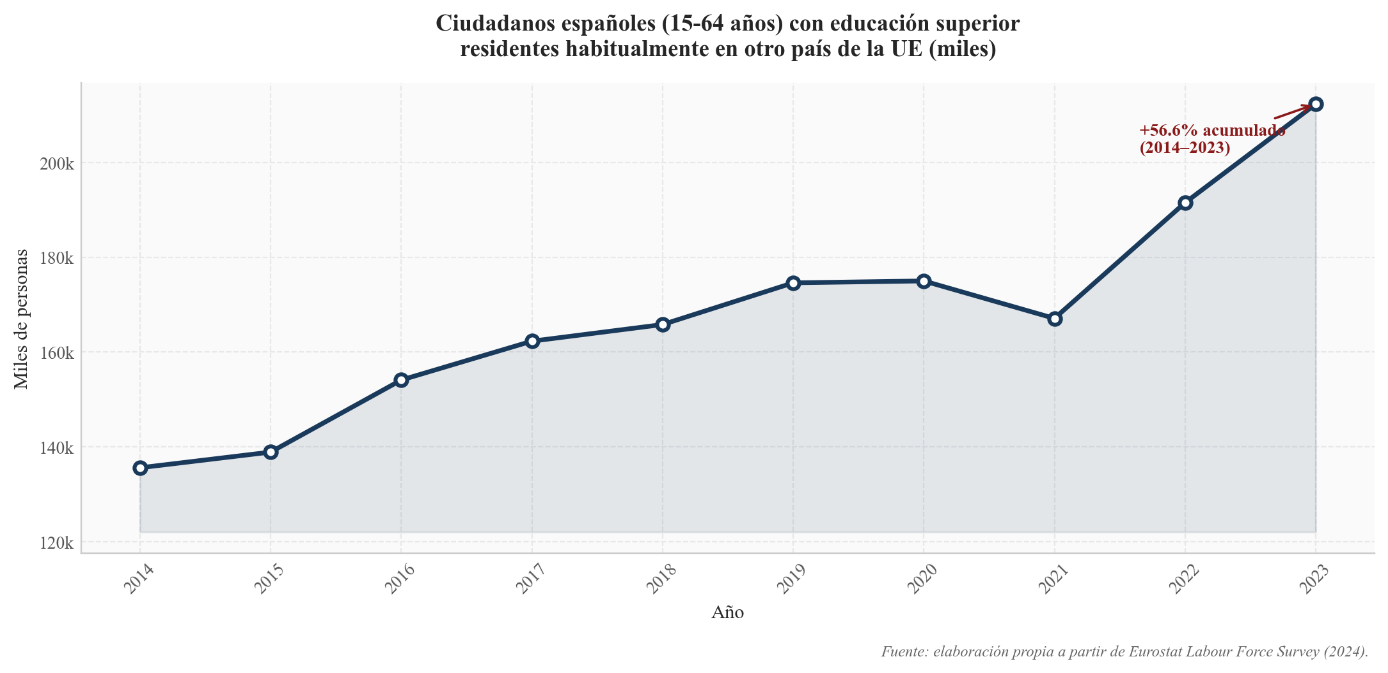 Ciudadanos españoles (15-64 años) con educación superior
residentes habitualmente en otro país de la UE (miles)
Miles de personas
200k
180k
160k
140k
120k
+56.6% acumulado
(2014–2023)
2014
2015
2016
2017
2018
2019
2020
2021
2022
2023
Año
Fuente: elaboración propia a partir de Eurostat Labour Force Survey (2024).